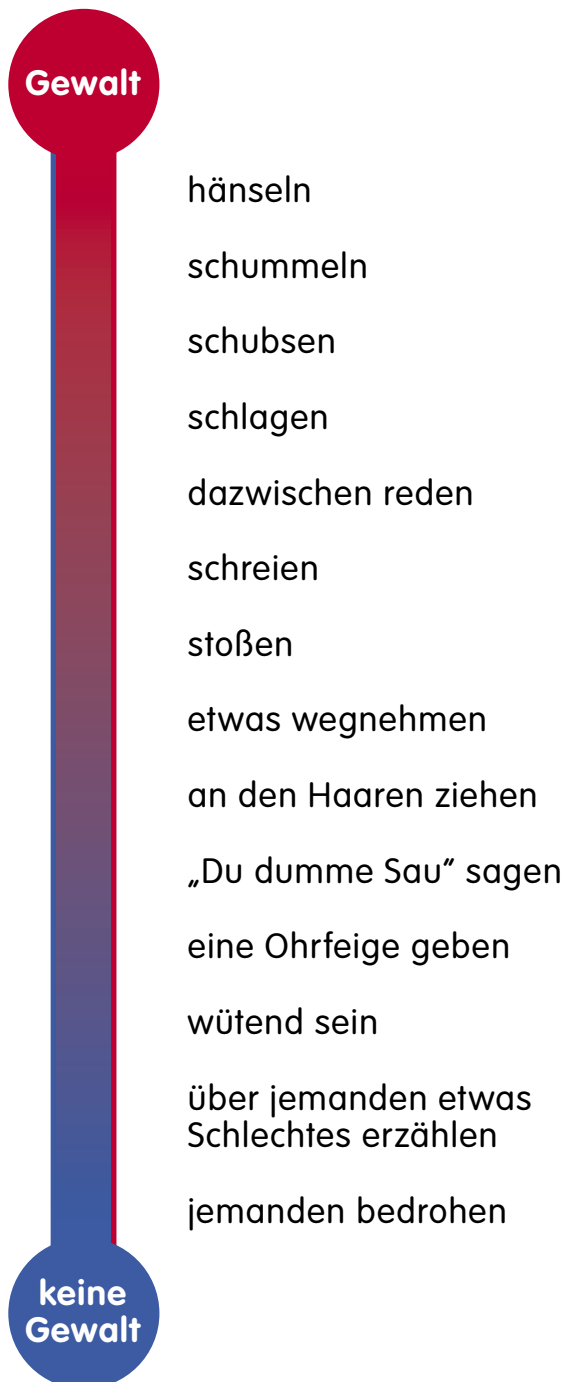 Gewalt
hänseln
schummeln
schubsen
schlagen
dazwischen reden
schreien
stoßen
etwas wegnehmen
an den Haaren ziehen
„Du dumme Sau“ sagen
eine Ohrfeige geben
wütend sein
über jemanden etwas
Schlechtes erzählen
jemanden bedrohen
keine
Gewalt